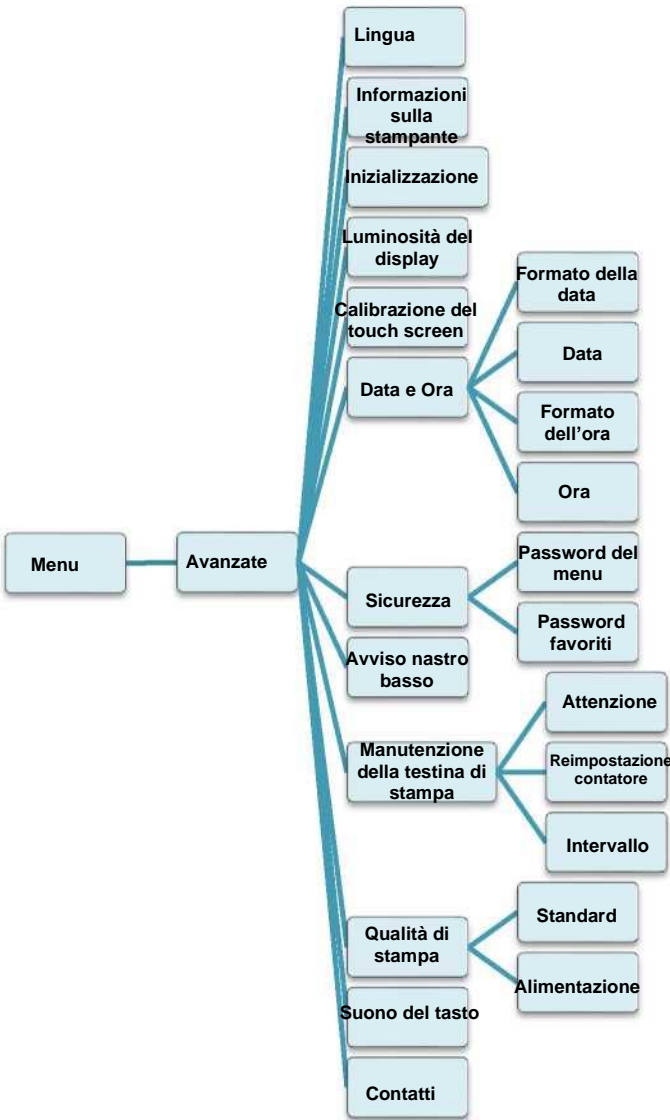 Lingua
Informazioni
sulla
stampante
Inizializzazione
Luminosità del
display
Calibrazione del
touch screen
Data e Ora
Formato della
data
Data
Formato
dell'ora
Ora
Menu
Avanzate
Sicurezza
Password del
menu
Password
favoriti
Avviso nastro
basso
Manutenzione
della testina di
stampa
Attenzione
Reimpostazione
contatore
Intervallo
Qualità di
stampa
Standard
Alimentazione
Suono del tasto
Contatti